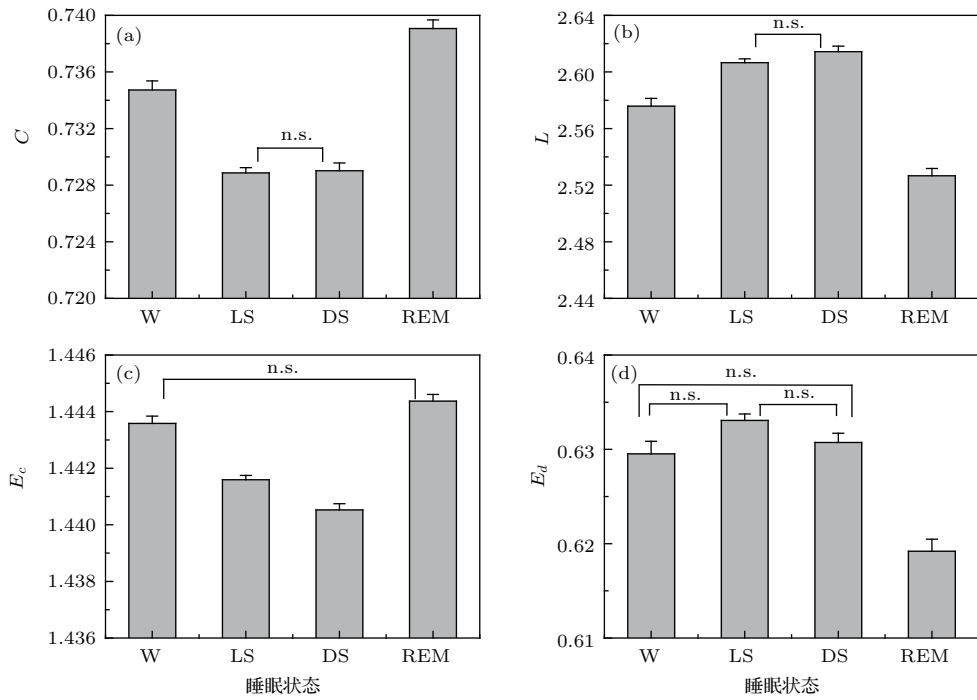 0.740
0.736
0.732
0.728
0.724
0.720
C
(a)
n.s.
W LS DS REM
2.64
2.60
2.56
2.52
2.48
2.44
L
(b)
n.s.
W LS DS REM
1.446
1.444
1.442
1.440
1.438
1.436
E_c
(c)
n.s.
W LS DS REM
睡眠状态
0.64
0.63
0.62
0.61
E_d
(d)
n.s.
n.s. n.s.
W LS DS REM
睡眠状态